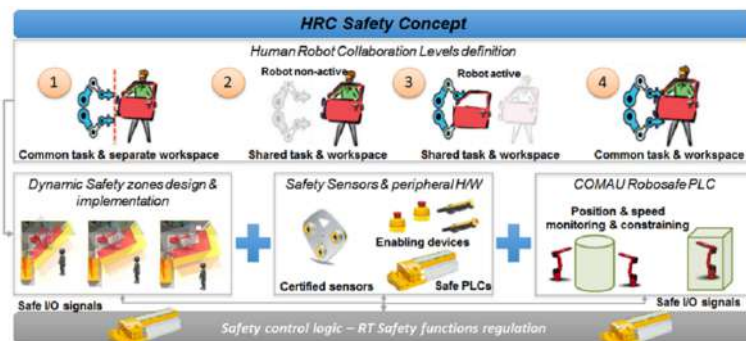 HRC Safety Concept
Human Robot Collaboration Levels definition
1
2
3
4
Robot non-active
Robot active
Common task & separate workspace
Shared task & workspace
Shared task & workspace
Common task & workspace
Dynamic Safety zones design &
implementation
Safety Sensors & peripheral H/W
Enabling devices
Certified sensors
Safe PLCs
COMAU Robosafe PLC
Position & speed
monitoring & constraining
Safe I/O signals
Safe I/O signals
Safety control logic – RT Safety functions regulation